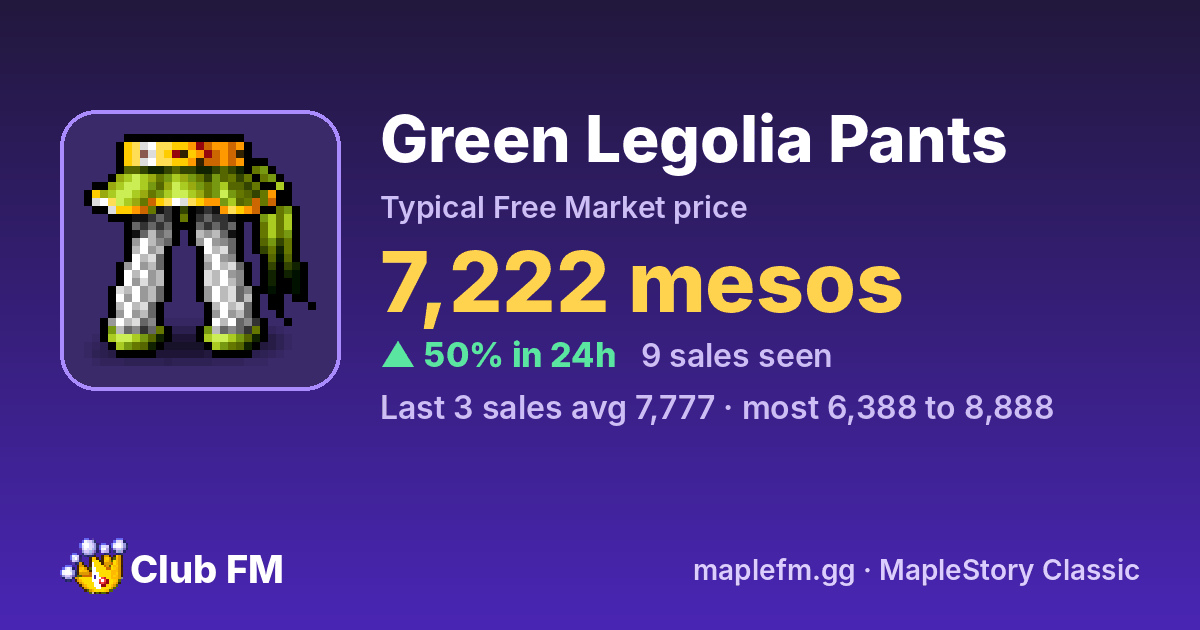 Green Legolia Pants
Typical Free Market price
7,222 mesos
▲ 50% in 24h 9 sales seen
Last 3 sales avg 7,777 · most 6,388 to 8,888
Club FM
maplefm.gg · MapleStory Classic